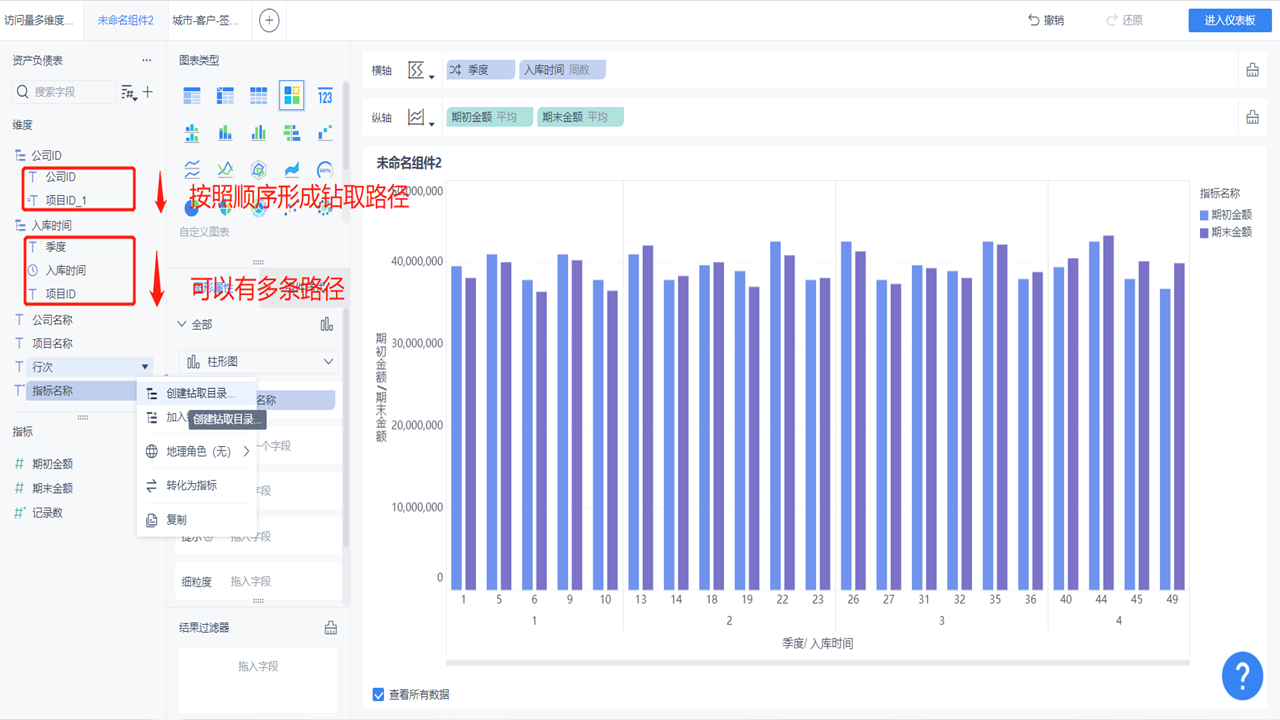 访问量多维度...
未命名组件2
城市-客户-签...
撤销
还原
进入仪表板
资产负债表
搜索字段
维度
公司ID
公司ID
项目ID_1
入库时间
季度
入库时间
项目ID
公司名称
项目名称
行次
指标名称
指标
期初金额
期末金额
记录数
图表类型
123
60%
按照顺序形成钻取路径
自定义图表
可以有多条路径
全部
柱形图
创建钻取目录...
名称
加入
创建钻取目录...
地理角色（无）
一个字段
转化为指标
字段
复制
提示
拖入字段
细粒度
拖入字段
结果过滤器
拖入字段
横轴
季度
入库时间 周数
纵轴
期初金额 平均
期末金额 平均
未命名组件2
指标名称
期初金额
期末金额
0,000,000
40,000,000
30,000,000
20,000,000
10,000,000
0
期初金额/期末金额
1 5 6 9 10 13 14 18 19 22 23 26 27 31 32 35 36 40 44 45 49
1 2 3 4
季度/ 入库时间
查看所有数据
?